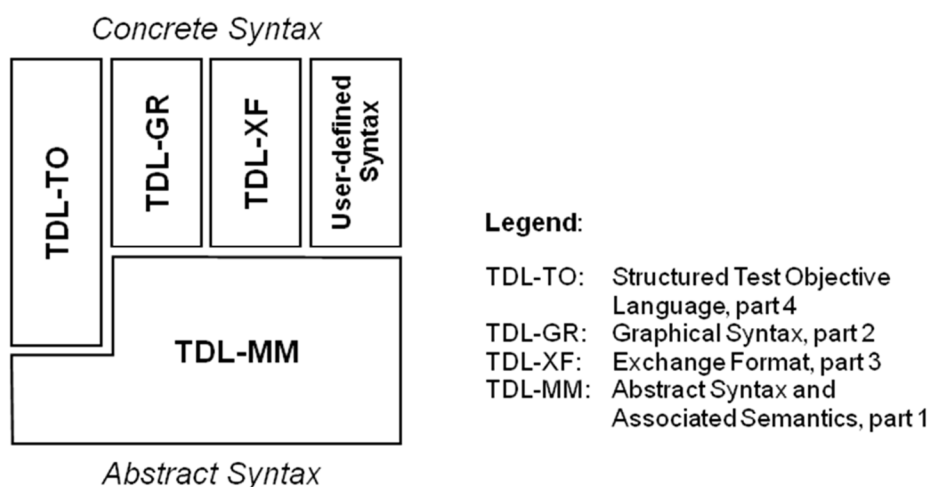 Concrete Syntax
TDL-TO
TDL-GR
TDL-XF
User-defined
Syntax
TDL-MM
Abstract Syntax
Legend:
TDL-TO: Structured Test Objective
Language, part 4
TDL-GR: Graphical Syntax, part 2
TDL-XF: Exchange Format, part 3
TDL-MM: Abstract Syntax and
Associated Semantics, part 1